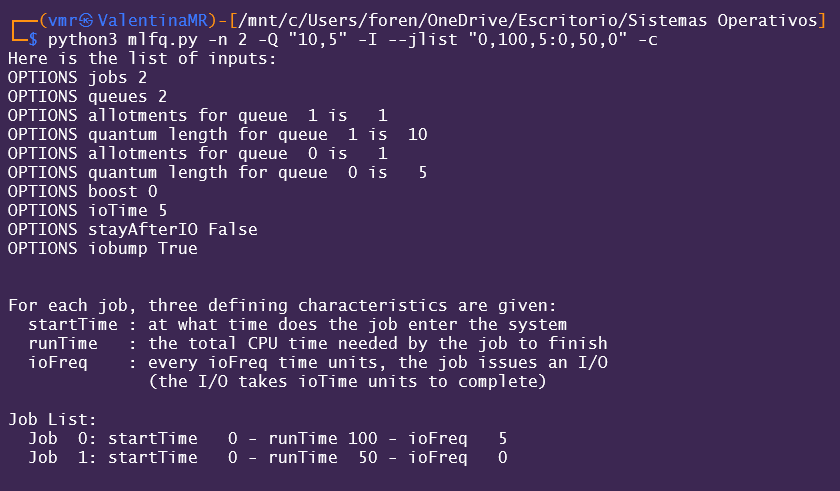 ┌──(vmr㉿ValentinaMR)-[/mnt/c/Users/foren/OneDrive/Escritorio/Sistemas Operativos]
└─$ python3 mlfq.py -n 2 -Q "10,5" -I --jlist "0,100,5:0,50,0" -c
Here is the list of inputs:
OPTIONS jobs 2
OPTIONS queues 2
OPTIONS allotments for queue  1 is   1
OPTIONS quantum length for queue  1 is  10
OPTIONS allotments for queue  0 is   1
OPTIONS quantum length for queue  0 is   5
OPTIONS boost 0
OPTIONS ioTime 5
OPTIONS stayAfterIO False
OPTIONS iobump True
For each job, three defining characteristics are given:
  startTime : at what time does the job enter the system
  runTime   : the total CPU time needed by the job to finish
  ioFreq    : every ioFreq time units, the job issues an I/O
              (the I/O takes ioTime units to complete)
Job List:
  Job  0: startTime   0 - runTime 100 - ioFreq   5
  Job  1: startTime   0 - runTime  50 - ioFreq   0